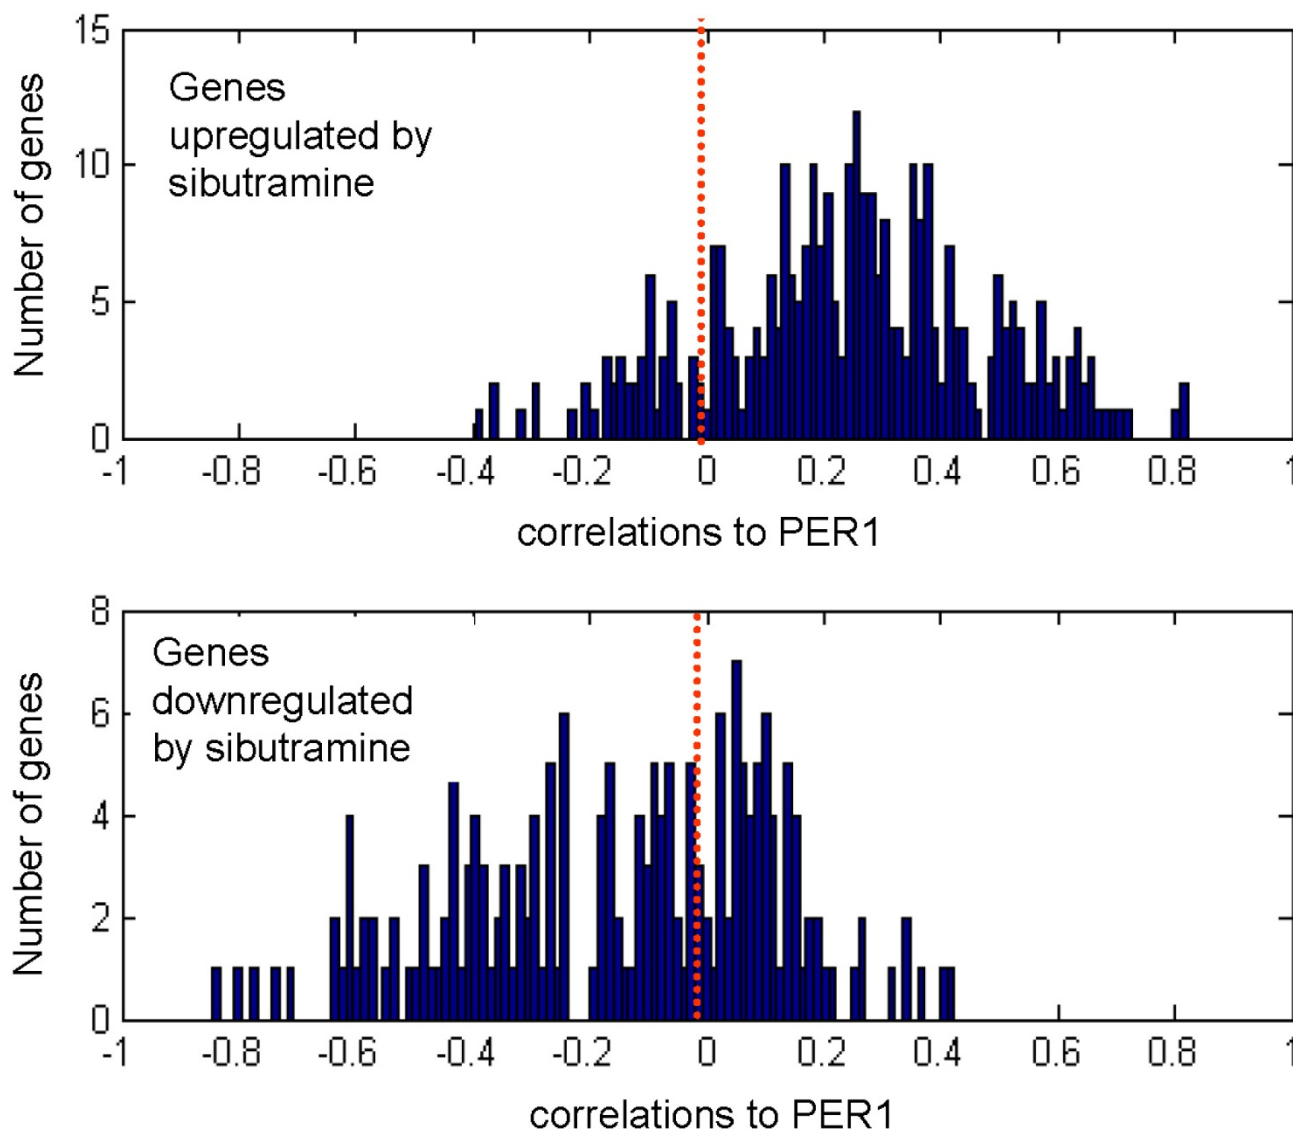 15
10
5
0
Number of genes
Genes
upregulated by
sibutramine
-1 -0.8 -0.6 -0.4 -0.2 0 0.2 0.4 0.6 0.8 1
correlations to PER1
8
6
4
2
0
Number of genes
Genes
downregulated
by sibutramine
-1 -0.8 -0.6 -0.4 -0.2 0 0.2 0.4 0.6 0.8 1
correlations to PER1